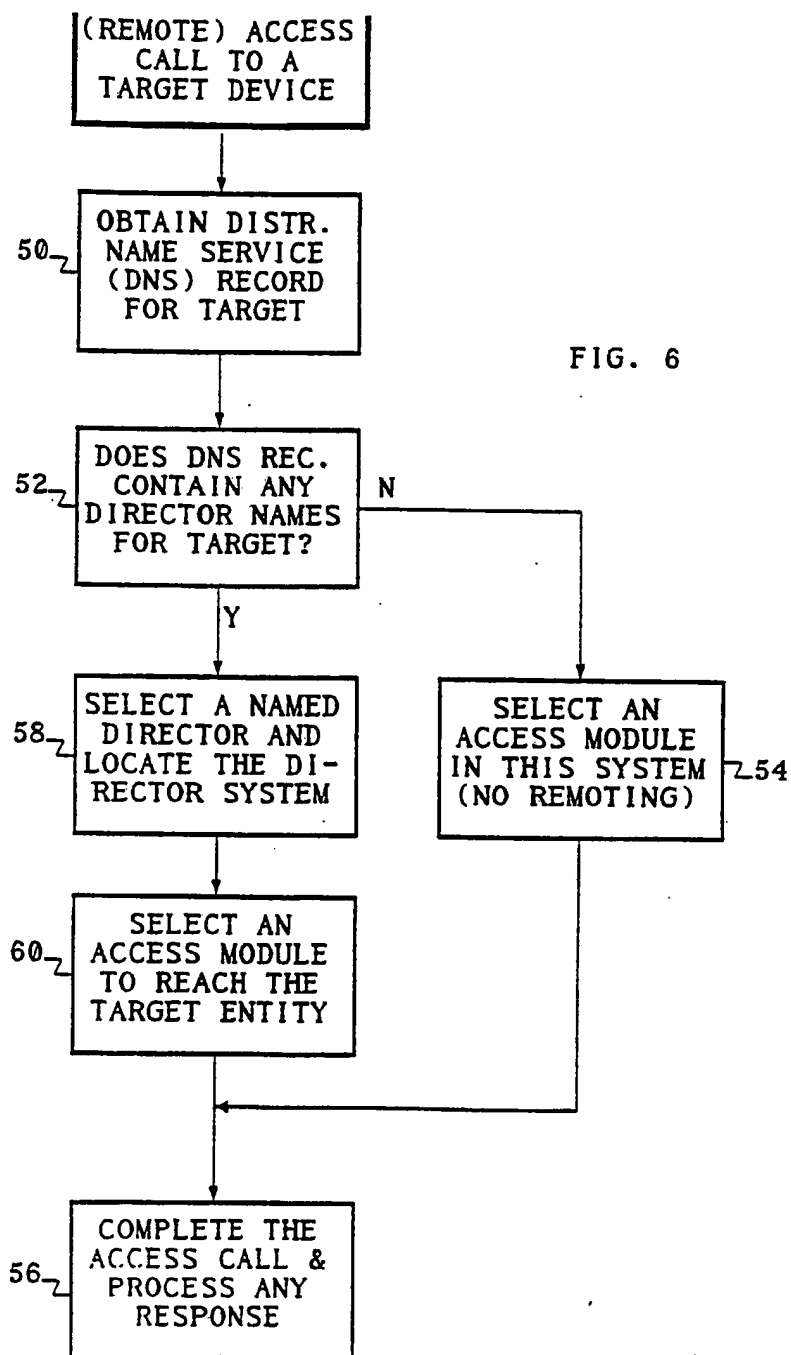 (REMOTE) ACCESS
CALL TO A
TARGET DEVICE
50
OBTAIN DISTR.
NAME SERVICE
(DNS) RECORD
FOR TARGET
FIG. 6
52
DOES DNS REC.
CONTAIN ANY
DIRECTOR NAMES
FOR TARGET?
N
Y
58
SELECT A NAMED
DIRECTOR AND
LOCATE THE DI-
RECTOR SYSTEM
SELECT AN
ACCESS MODULE
IN THIS SYSTEM
(NO REMOTING)
54
60
SELECT AN
ACCESS MODULE
TO REACH THE
TARGET ENTITY
56
COMPLETE THE
ACCESS CALL &
PROCESS ANY
RESPONSE